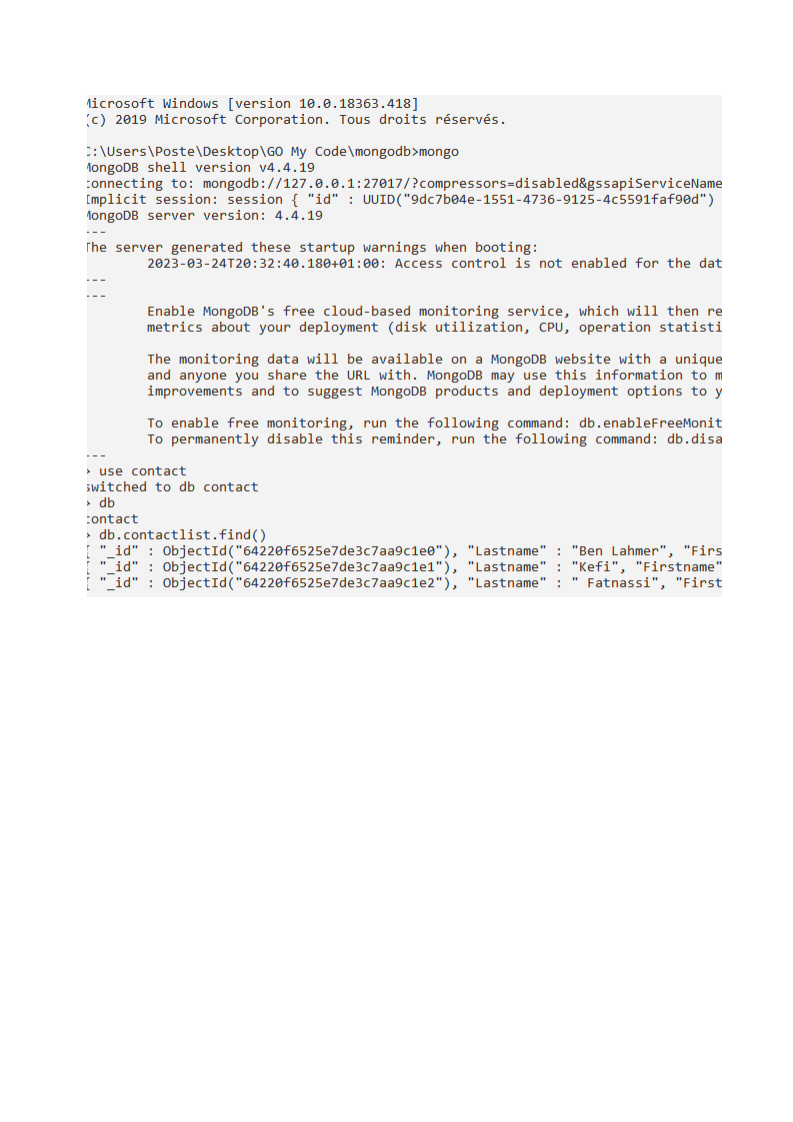 Microsoft Windows [version 10.0.18363.418]
(c) 2019 Microsoft Corporation. Tous droits réservés.
C:\Users\Poste\Desktop\GO My Code\mongodb>mongo
MongoDB shell version v4.4.19
connecting to: mongodb://127.0.0.1:27017/?compressors=disabled&gssapiServiceName
Implicit session: session { "id" : UUID("9dc7b04e-1551-4736-9125-4c5591faf90d")
MongoDB server version: 4.4.19
---
The server generated these startup warnings when booting:
2023-03-24T20:32:40.180+01:00: Access control is not enabled for the dat
---
---
Enable MongoDB's free cloud-based monitoring service, which will then re
metrics about your deployment (disk utilization, CPU, operation statisti
The monitoring data will be available on a MongoDB website with a unique
and anyone you share the URL with. MongoDB may use this information to m
improvements and to suggest MongoDB products and deployment options to y
To enable free monitoring, run the following command: db.enableFreeMonit
To permanently disable this reminder, run the following command: db.disa
---
> use contact
switched to db contact
> db
contact
> db.contactlist.find()
{ "_id" : ObjectId("64220f6525e7de3c7aa9c1e0"), "Lastname" : "Ben Lahmer", "Firs
{ "_id" : ObjectId("64220f6525e7de3c7aa9c1e1"), "Lastname" : "Kefi", "Firstname"
{ "_id" : ObjectId("64220f6525e7de3c7aa9c1e2"), "Lastname" : " Fatnassi", "First